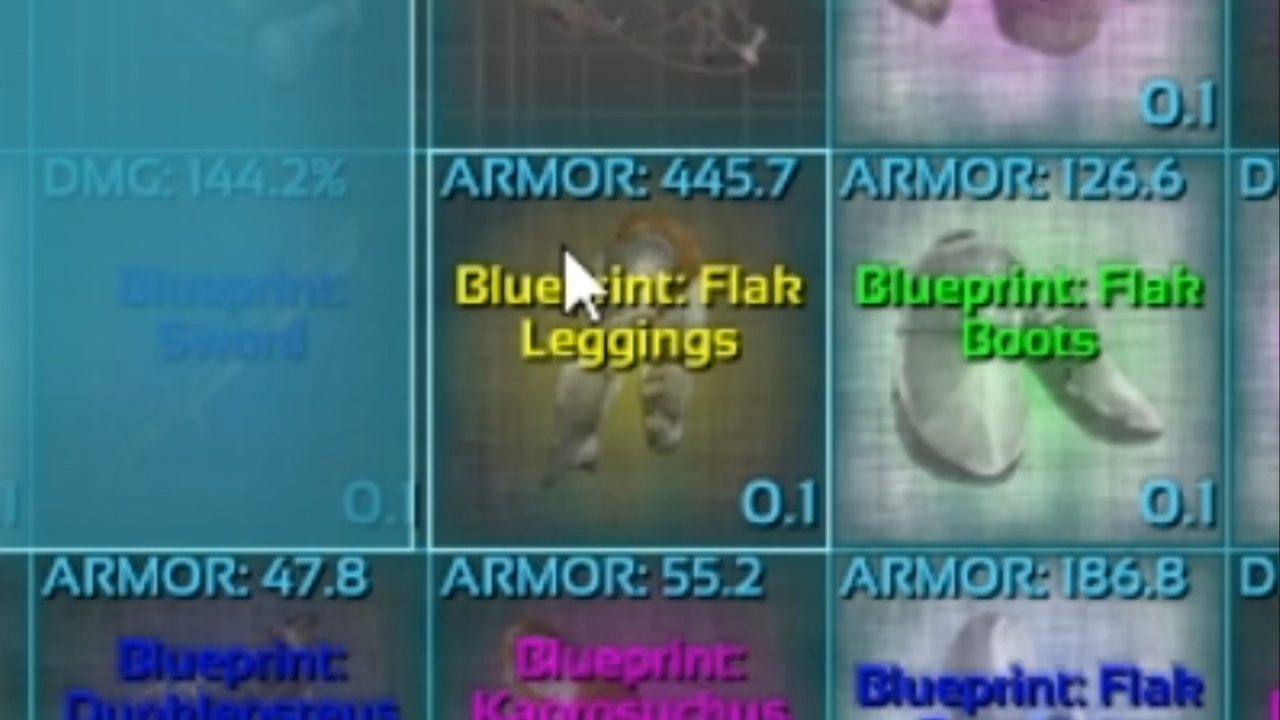 0.1
DMG: 144.2%
Blueprint:
Sword
0.1
ARMOR: 445.7
Blueprint: Flak
Leggings
0.1
ARMOR: 126.6
Blueprint: Flak
Boots
0.1
D
ARMOR: 47.8
Blueprint:
ARMOR: 55.2
Blueprint:
Kaprosuchus
ARMOR: 186.8
Blueprint: Flak
D